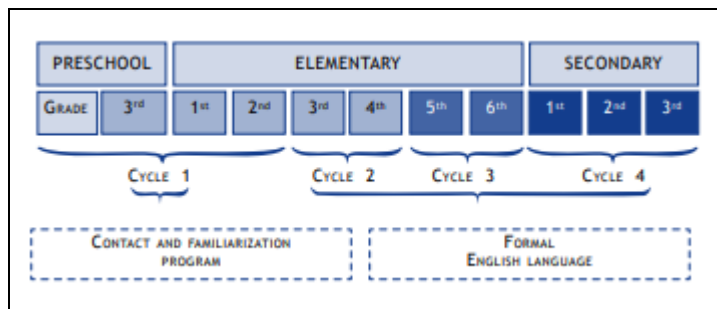 PRESCHOOL ELEMENTARY SECONDARY
GRADE 3rd 1st 2nd 3rd 4th 5th 6th 1st 2nd 3rd
CYCLE 1 CYCLE 2 CYCLE 3 CYCLE 4
CONTACT AND FAMILIARIZATION
PROGRAM
FORMAL
ENGLISH LANGUAGE